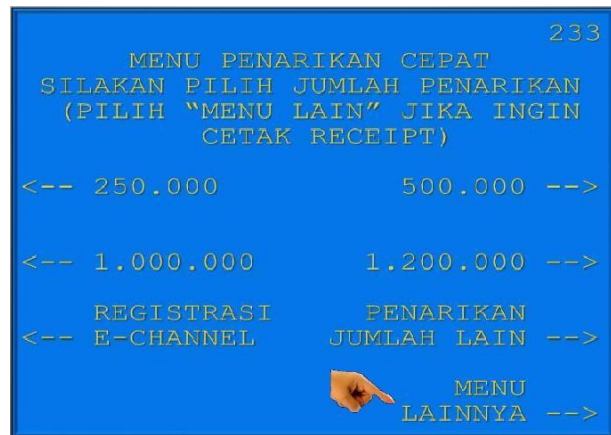 233
MENU PENARIKAN CEPAT
SILAKAN PILIH JUMLAH PENARIKAN
(PILIH “MENU LAIN” JIKA INGIN
CETAK RECEIPT)
<-- 250.000 500.000 -->
<-- 1.000.000 1.200.000 -->
REGISTRASI PENARIKAN
<-- E-CHANNEL JUMLAH LAIN -->
MENU
LAINNYA -->